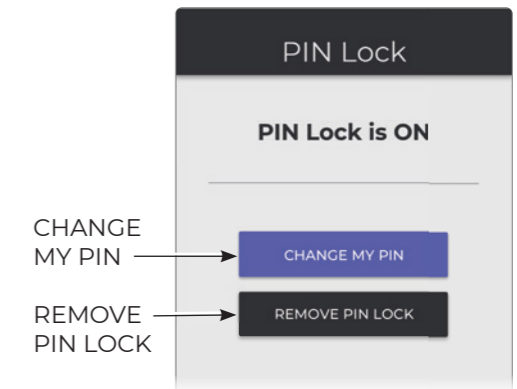 PIN Lock
PIN Lock is ON
CHANGE
MY PIN
CHANGE MY PIN
REMOVE
PIN LOCK
REMOVE PIN LOCK